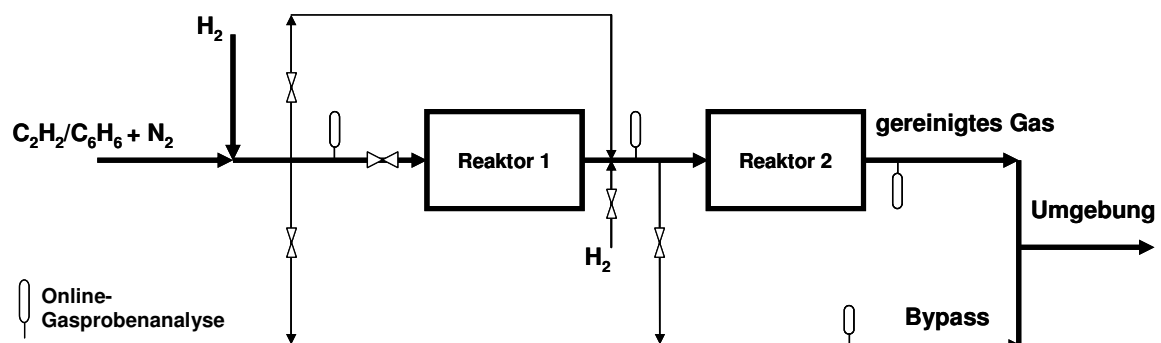 H₂
C₂H₂/C₆H₆ + N₂
Reaktor 1
Reaktor 2
gereinigtes Gas
Umgebung
H₂
Online-
Gasprobenanalyse
Bypass